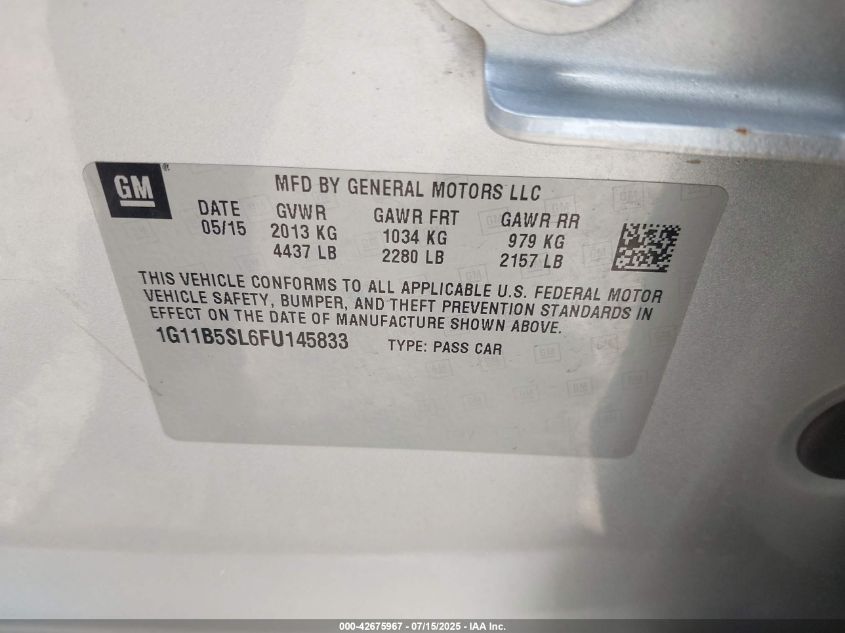 GM
MFD BY GENERAL MOTORS LLC
DATE GVWR GAWR FRT GAWR RR
05/15 2013 KG 1034 KG 979 KG
4437 LB 2280 LB 2157 LB
THIS VEHICLE CONFORMS TO ALL APPLICABLE U.S. FEDERAL MOTOR
VEHICLE SAFETY, BUMPER, AND THEFT PREVENTION STANDARDS IN
EFFECT ON THE DATE OF MANUFACTURE SHOWN ABOVE.
1G11B5SL6FU145833 TYPE: PASS CAR
000-42675967 - 07/15/2025 - IAA Inc.